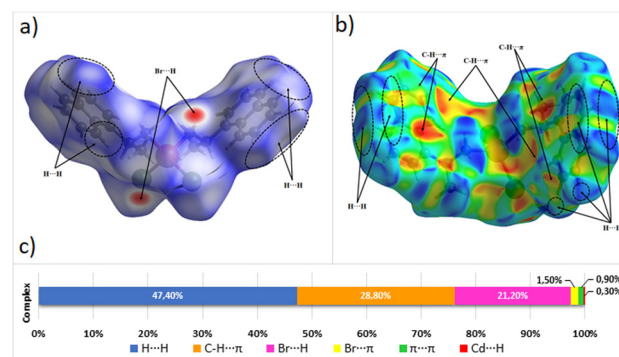 a)
Br···H
H···H
H···H
b)
C-H···π
C-H···π
C-H···π
H···H
H···H
c)
Complex
47,40%
28,80%
21,20%
1,50%
0,90%
0,30%
0% 10% 20% 30% 40% 50% 60% 70% 80% 90% 100%
H···H C-H···π Br···H Br···π π···π Cd···H